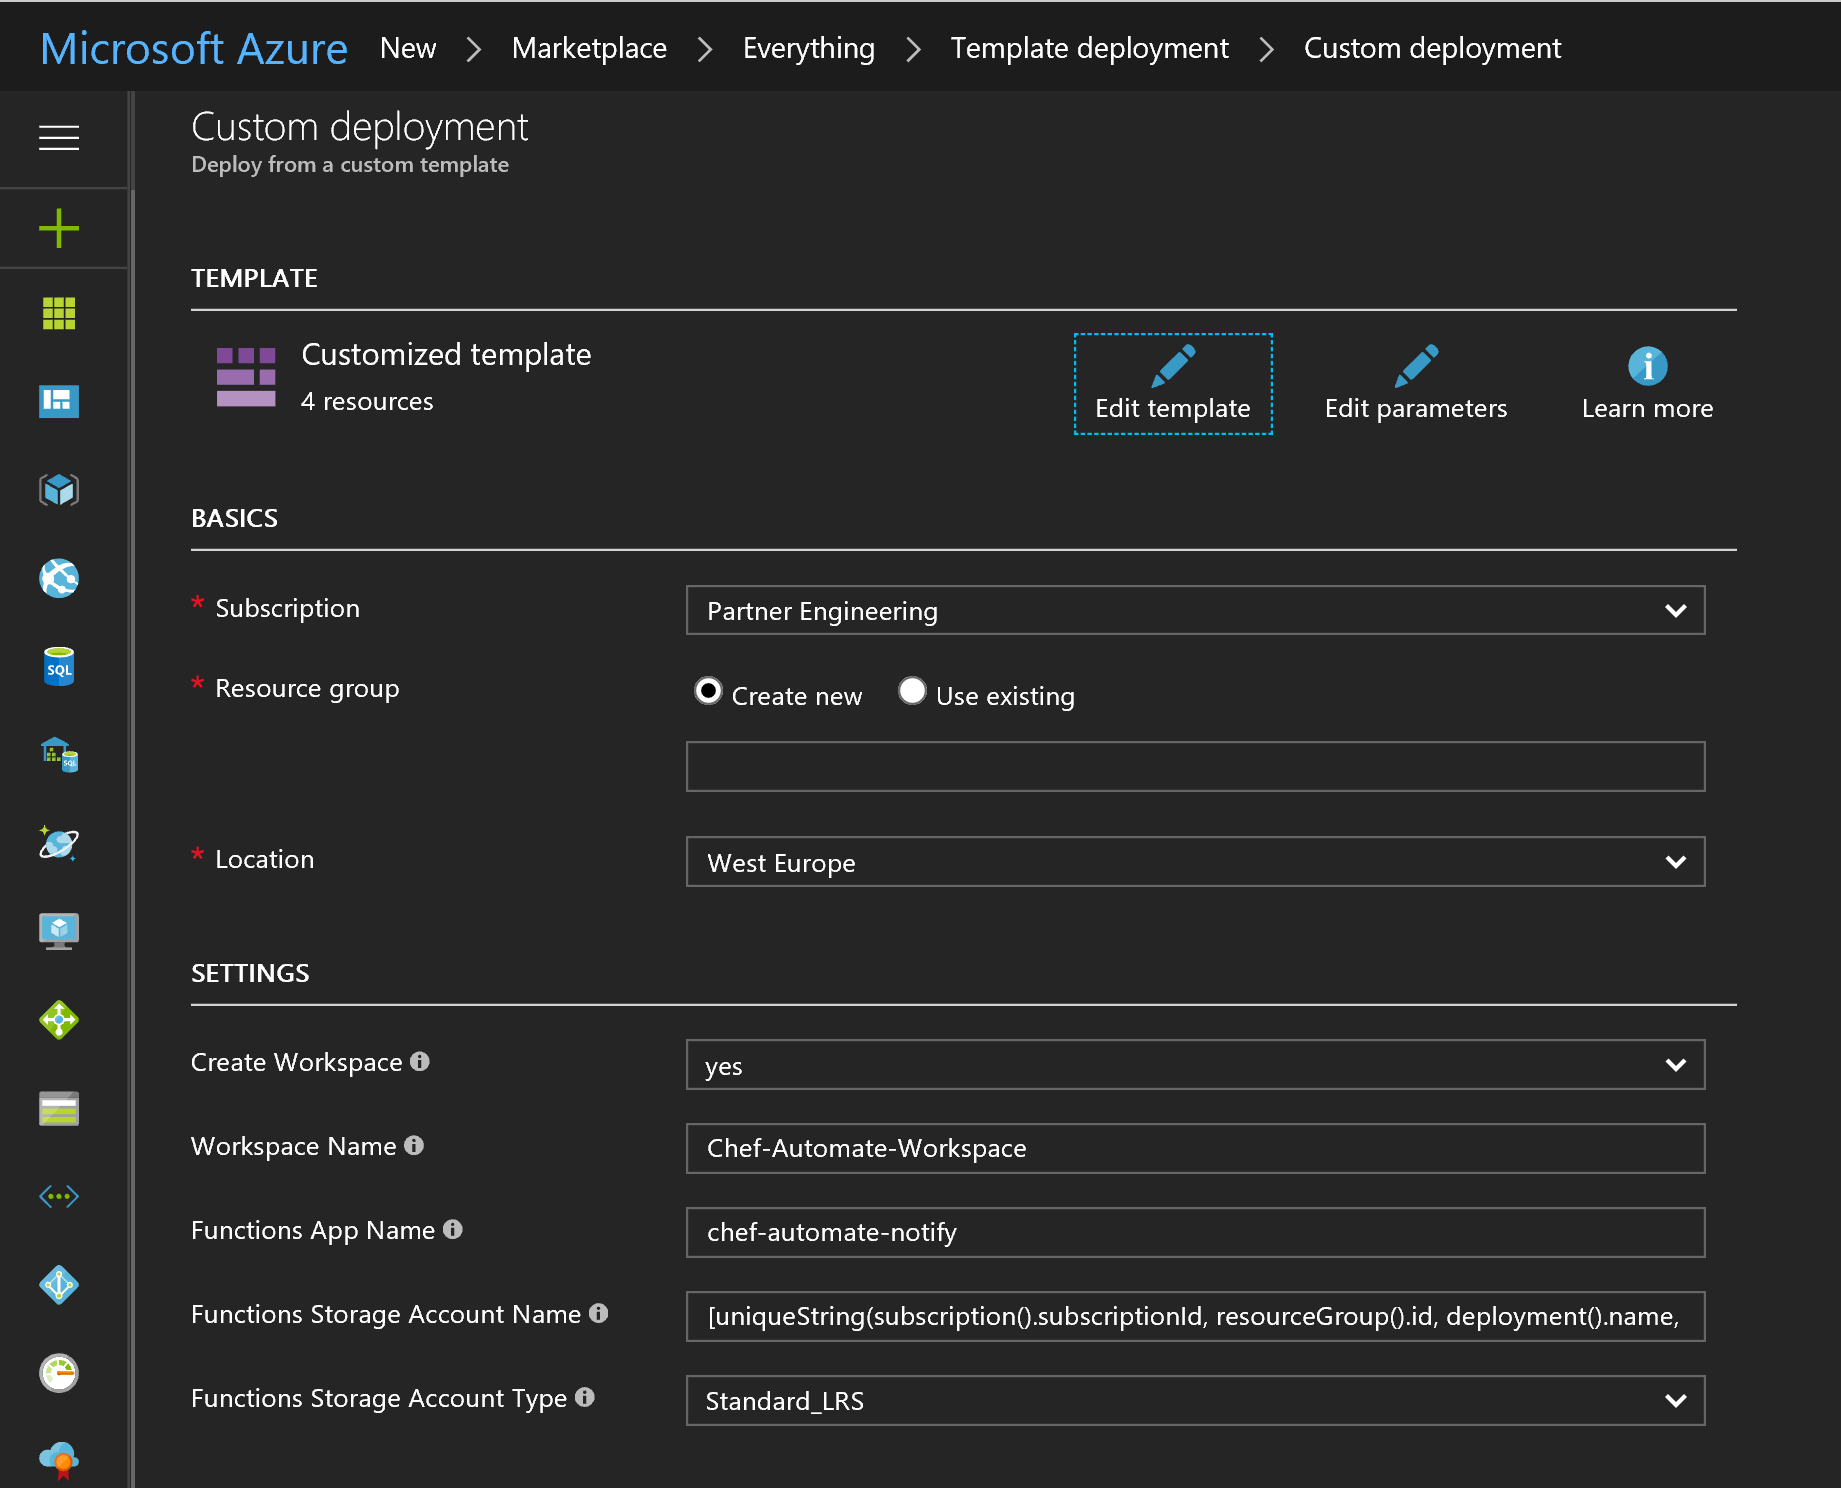 Microsoft Azure New > Marketplace > Everything > Template deployment > Custom deployment
Custom deployment
Deploy from a custom template
TEMPLATE
Customized template
4 resources
Edit template
Edit parameters
Learn more
BASICS
* Subscription
Partner Engineering
* Resource group
Create new
Use existing
* Location
West Europe
SETTINGS
Create Workspace
yes
Workspace Name
Chef-Automate-Workspace
Functions App Name
chef-automate-notify
Functions Storage Account Name
[uniqueString(subscription().subscriptionId, resourceGroup().id, deployment().name,
Functions Storage Account Type
Standard_LRS
SQL
SQL